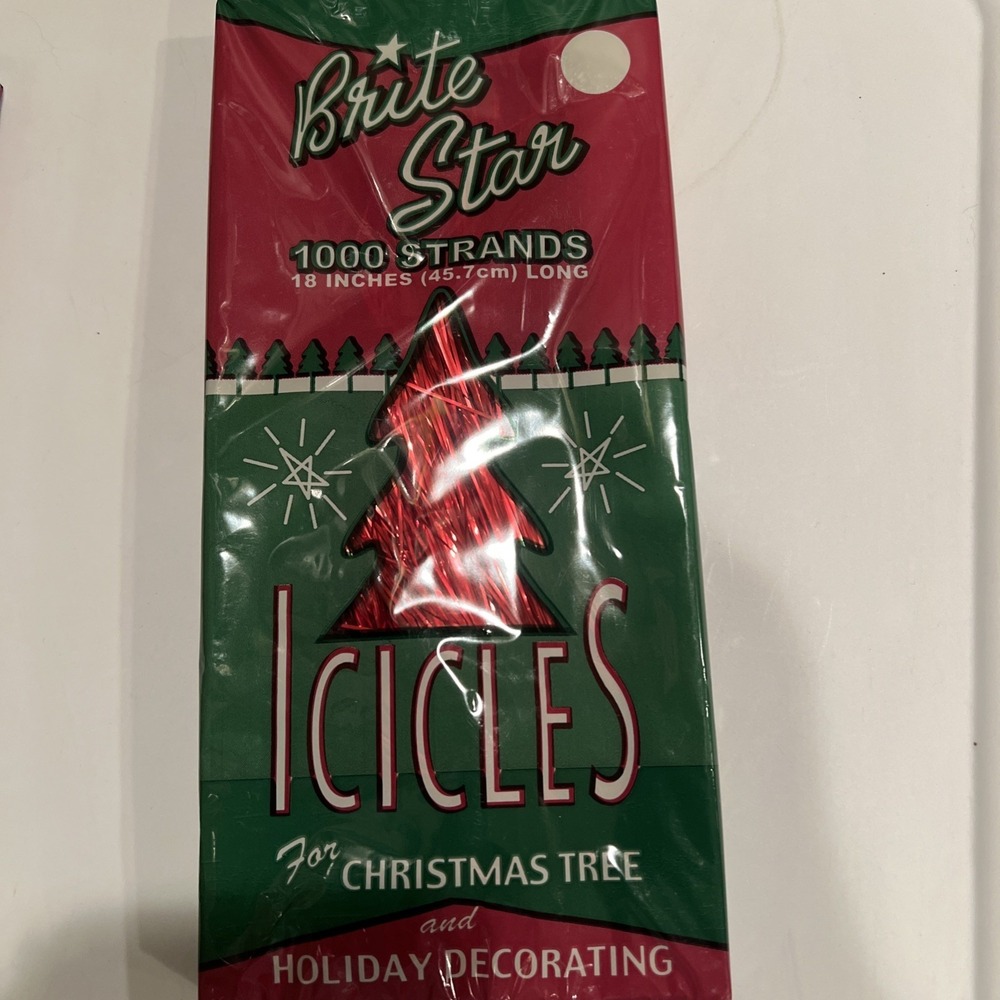 Brite
Star
1000 STRANDS
18 INCHES (45.7cm) LONG
ICICLES
For CHRISTMAS TREE
and
HOLIDAY DECORATING